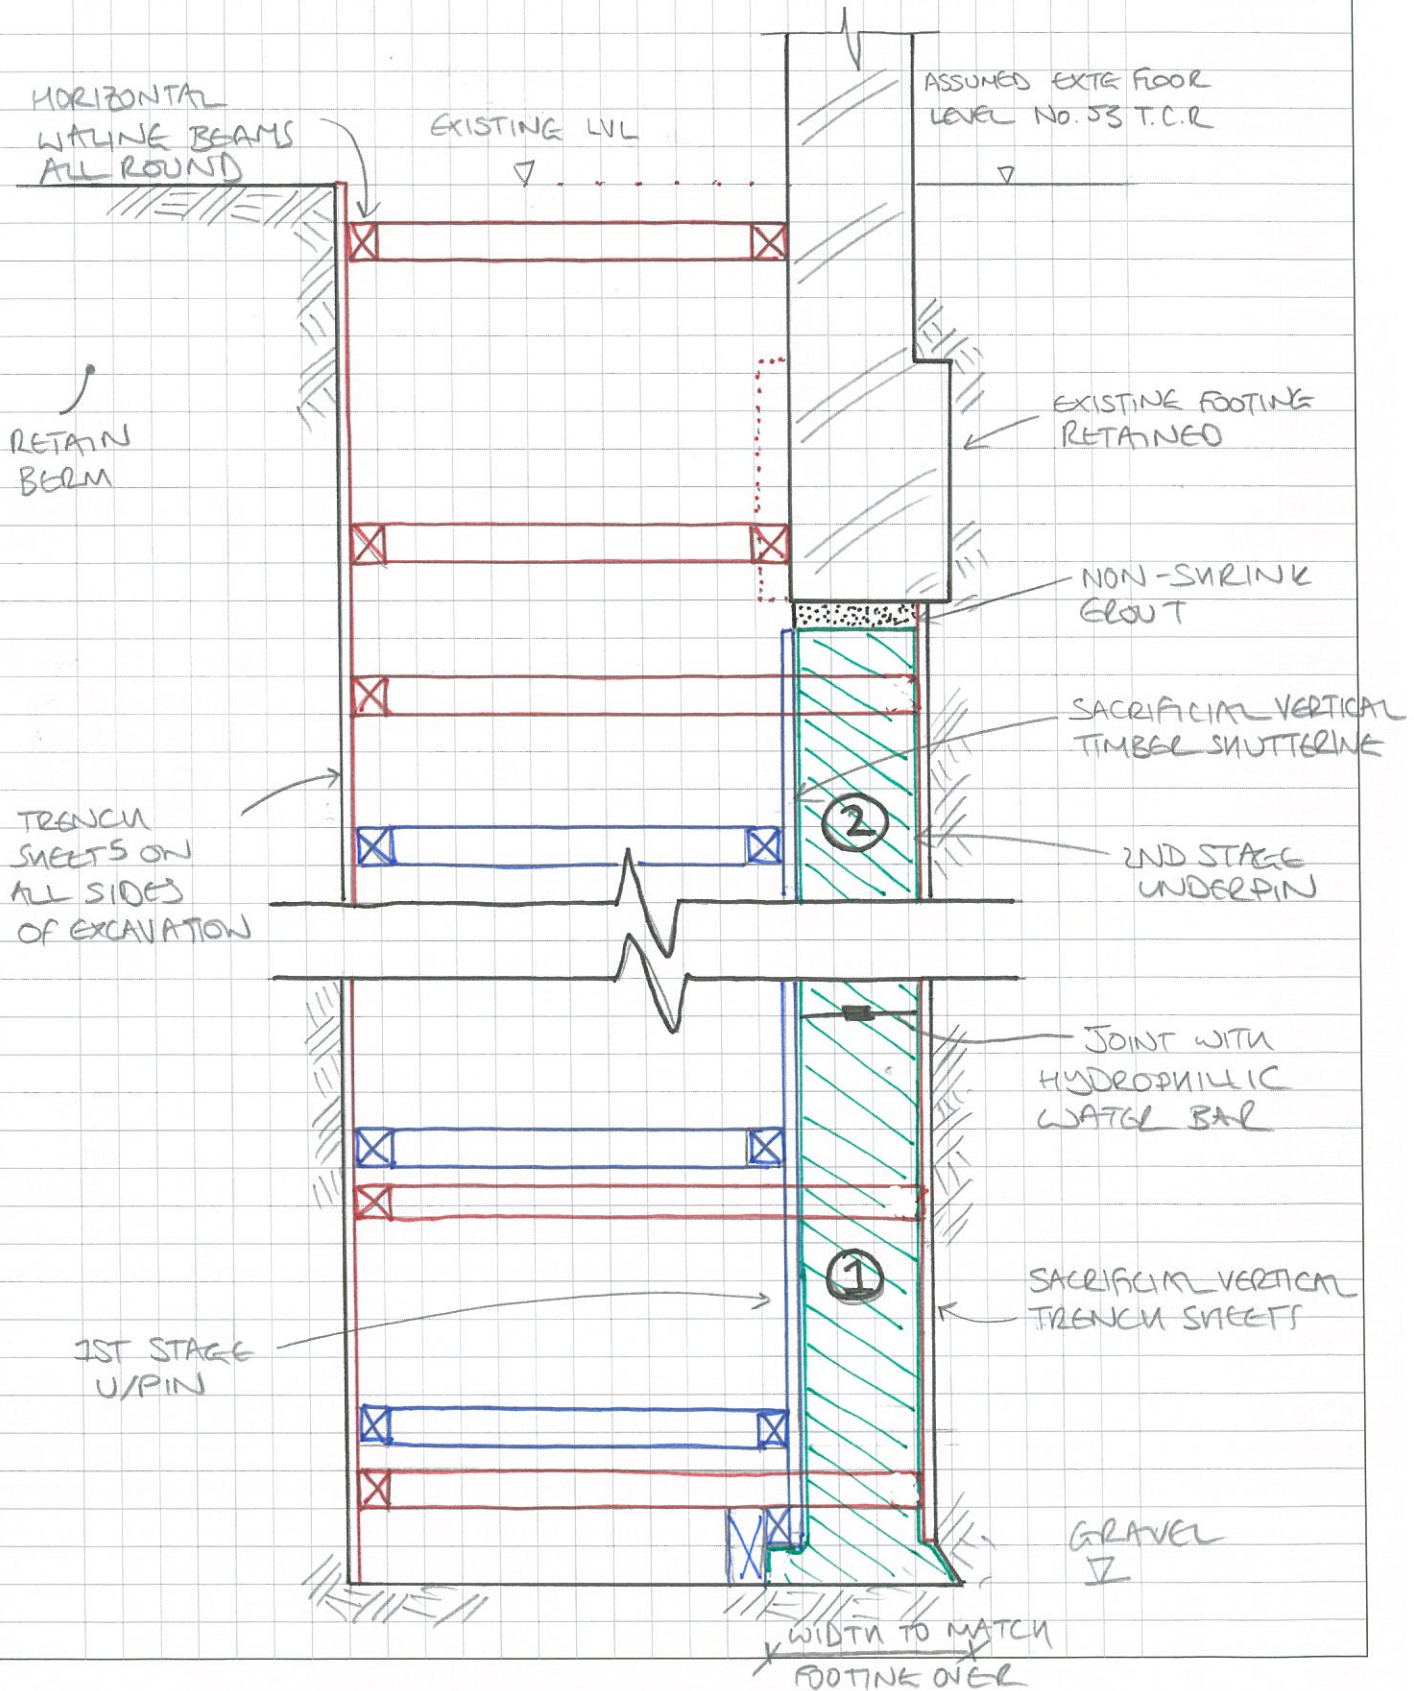 HORIZONTAL
WALING BEAMS
ALL ROUND
EXISTING LVL
ASSUMED EXTG FLOOR
LEVEL No. 53 T.C.R
RETAIN
BERM
EXISTING FOOTING
RETAINED
NON-SHRINK
GROUT
SACRIFICIAL VERTICAL
TIMBER SHUTTERING
2
TRENCH
SHEETS ON
ALL SIDES
OF EXCAVATION
2ND STAGE
UNDERPIN
JOINT WITH
HYDROPHILLIC
WATER BAR
1
SACRIFICIAL VERTICAL
TRENCH SHEETS
1ST STAGE
U/PIN
GRAVEL
WIDTH TO MATCH
FOOTING OVER